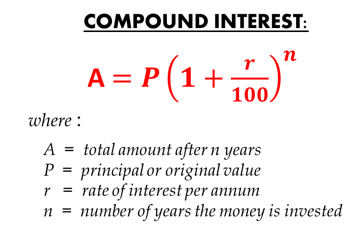 COMPOUND INTEREST:
A = P(1 + r/100)^n
where :
A = total amount after n years
P = principal or original value
r = rate of interest per annum
n = number of years the money is invested